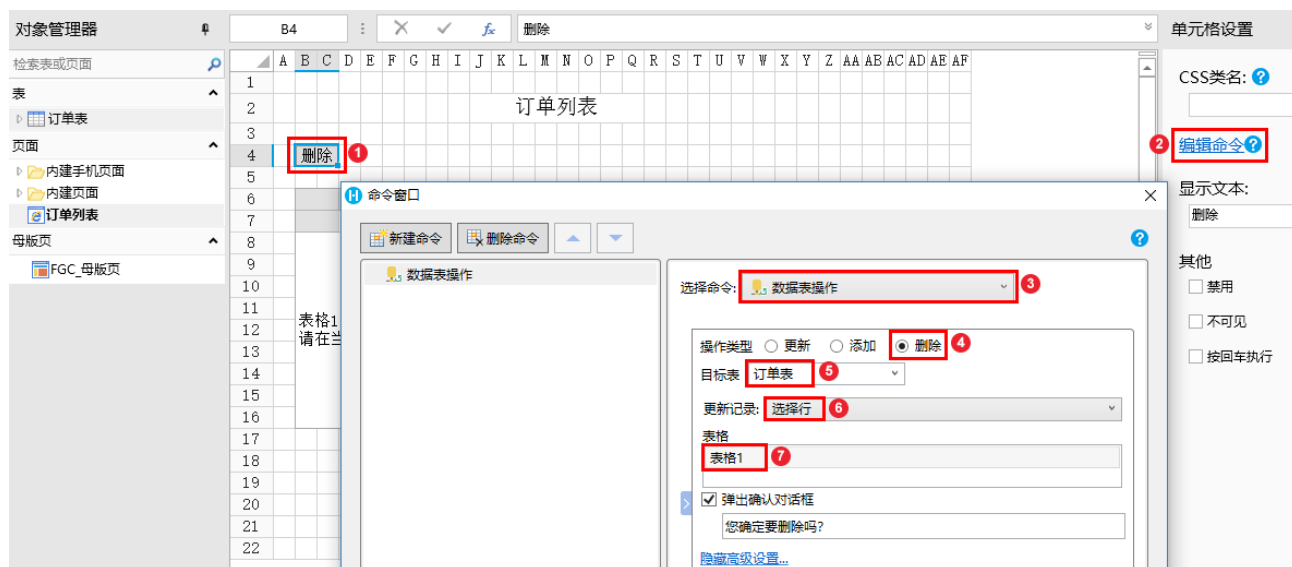 对象管理器
B4
删除
单元格设置
检索表或页面
表
订单表
页面
内建手机页面
内建页面
订单列表
母版页
FGC_母版页
A B C D E F G H I J K L M N O P Q R S T U V W X Y Z AA AB AC AD AE AF
1
2
3
4
5
6
7
8
9
10
11
12
13
14
15
16
17
18
19
20
21
22
订单列表
删除 1
表格1
请在当
命令窗口
新建命令
删除命令
数据表操作
选择命令: 数据表操作 3
操作类型 更新 添加 删除 4
目标表 订单表 5
更新记录: 选择行 6
表格
表格1 7
弹出确认对话框
您确定要删除吗?
隐藏高级设置...
CSS类名: ?
2 编辑命令 ?
显示文本:
删除
其他
禁用
不可见
按回车执行